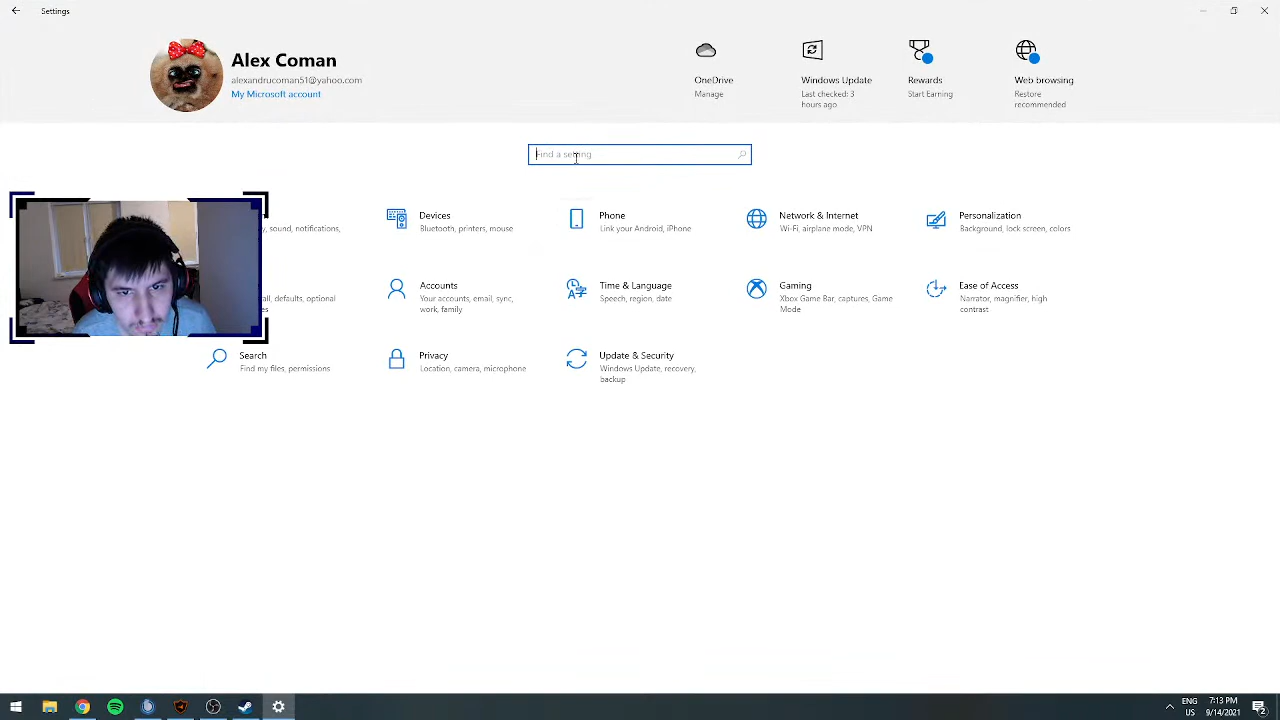 Settings
Alex Coman
alexandrucoman51@yahoo.com
My Microsoft account
OneDrive
Manage
Windows Update
Last checked: 3
hours ago
Rewards
Start Earning
Web browsing
Restore
recommended
Find a setting
sound, notifications,
Devices
Bluetooth, printers, mouse
Phone
Link your Android, iPhone
Network & Internet
Wi-Fi, airplane mode, VPN
Personalization
Background, lock screen, colors
defaults, optional
Accounts
Your accounts, email, sync,
work, family
Time & Language
Speech, region, date
Gaming
Xbox Game Bar, captures, Game
Mode
Ease of Access
Narrator, magnifier, high
contrast
Search
Find my files, permissions
Privacy
Location, camera, microphone
Update & Security
Windows Update, recovery,
backup
ENG
US
7:13 PM
9/14/2021
2